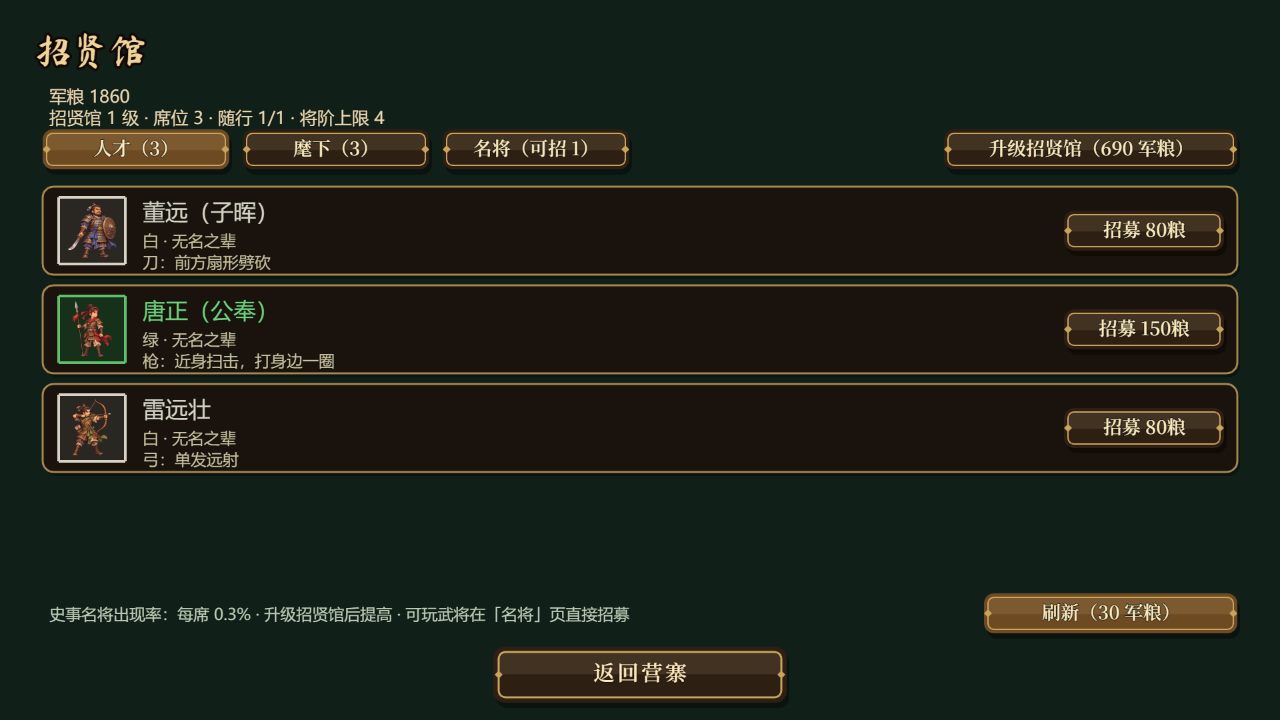 招贤馆
军粮 1860
招贤馆 1 级 · 席位 3 · 随行 1/1 · 将阶上限 4
人才（3） 麾下（3） 名将（可招 1） 升级招贤馆（690 军粮）
董远（子晖）
白 · 无名之辈
刀：前方扇形劈砍
招募 80粮
唐正（公奉）
绿 · 无名之辈
枪：近身扫击，打身边一圈
招募 150粮
雷远壮
白 · 无名之辈
弓：单发远射
招募 80粮
史事名将出现率：每席 0.3% · 升级招贤馆后提高 · 可玩武将在「名将」页直接招募
刷新（30 军粮）
返回营寨